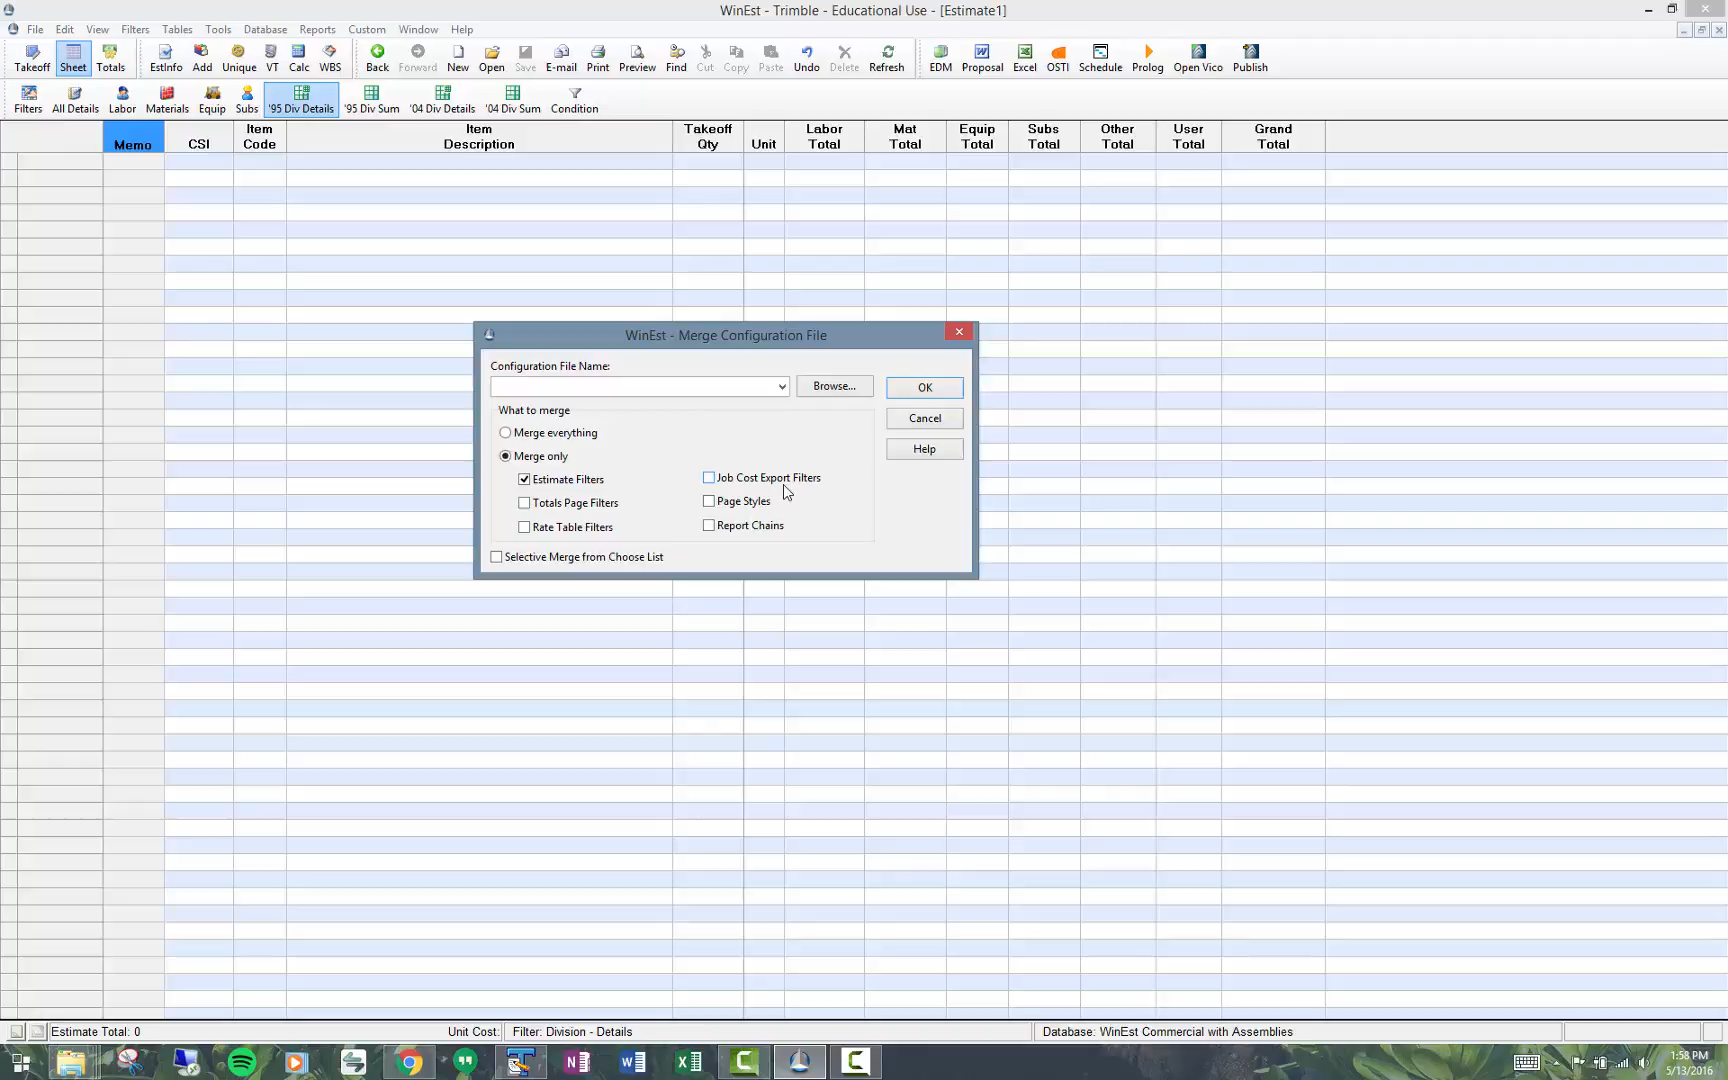 WinEst - Trimble - Educational Use - [Estimate1]
File Edit View Filters Tables Tools Database Reports Custom Window Help
Takeoff Sheet Totals EstInfo Add Unique VT Calc WBS Back Forward New Open Save E-mail Print Preview Find Cut Copy Paste Undo Delete Refresh EDM Proposal Excel OSTI Schedule Prolog Open Vico Publish
Filters All Details Labor Materials Equip Subs '95 Div Details '95 Div Sum '04 Div Details '04 Div Sum Condition
Memo CSI Item Code Item Description Takeoff Qty Unit Labor Total Mat Total Equip Total Subs Total Other Total User Total Grand Total
WinEst - Merge Configuration File
Configuration File Name:
Browse... OK
What to merge
Cancel
Merge everything
Help
Merge only
Estimate Filters Job Cost Export Filters
Totals Page Filters Page Styles
Rate Table Filters Report Chains
Selective Merge from Choose List
Estimate Total: 0 Unit Cost: Filter: Division - Details Database: WinEst Commercial with Assemblies
1:58 PM
5/13/2016